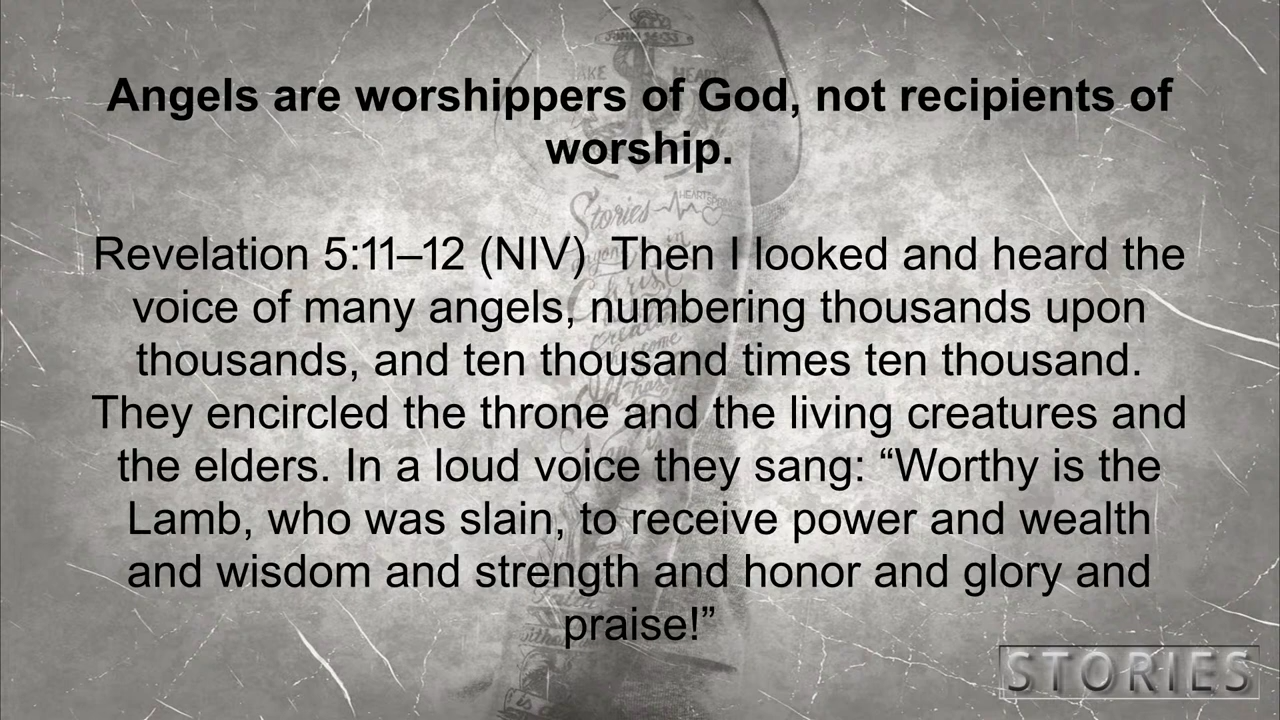 Angels are worshippers of God, not recipients of
worship.
Revelation 5:11–12 (NIV)  Then I looked and heard the
voice of many angels, numbering thousands upon
thousands, and ten thousand times ten thousand.
They encircled the throne and the living creatures and
the elders. In a loud voice they sang: “Worthy is the
Lamb, who was slain, to receive power and wealth
and wisdom and strength and honor and glory and
praise!”
STORIES
Stories